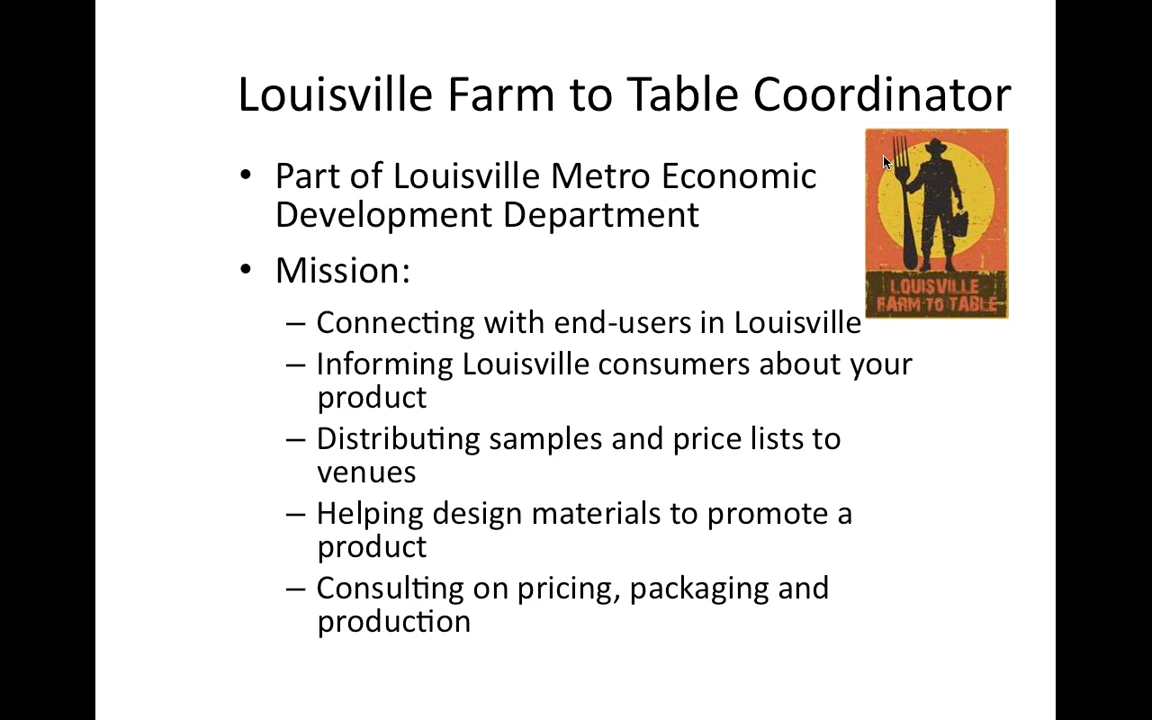 Louisville Farm to Table Coordinator
• Part of Louisville Metro Economic
Development Department
• Mission:
– Connecting with end-users in Louisville
– Informing Louisville consumers about your
product
– Distributing samples and price lists to
venues
– Helping design materials to promote a
product
– Consulting on pricing, packaging and
production
LOUISVILLE
FARM TO TABLE